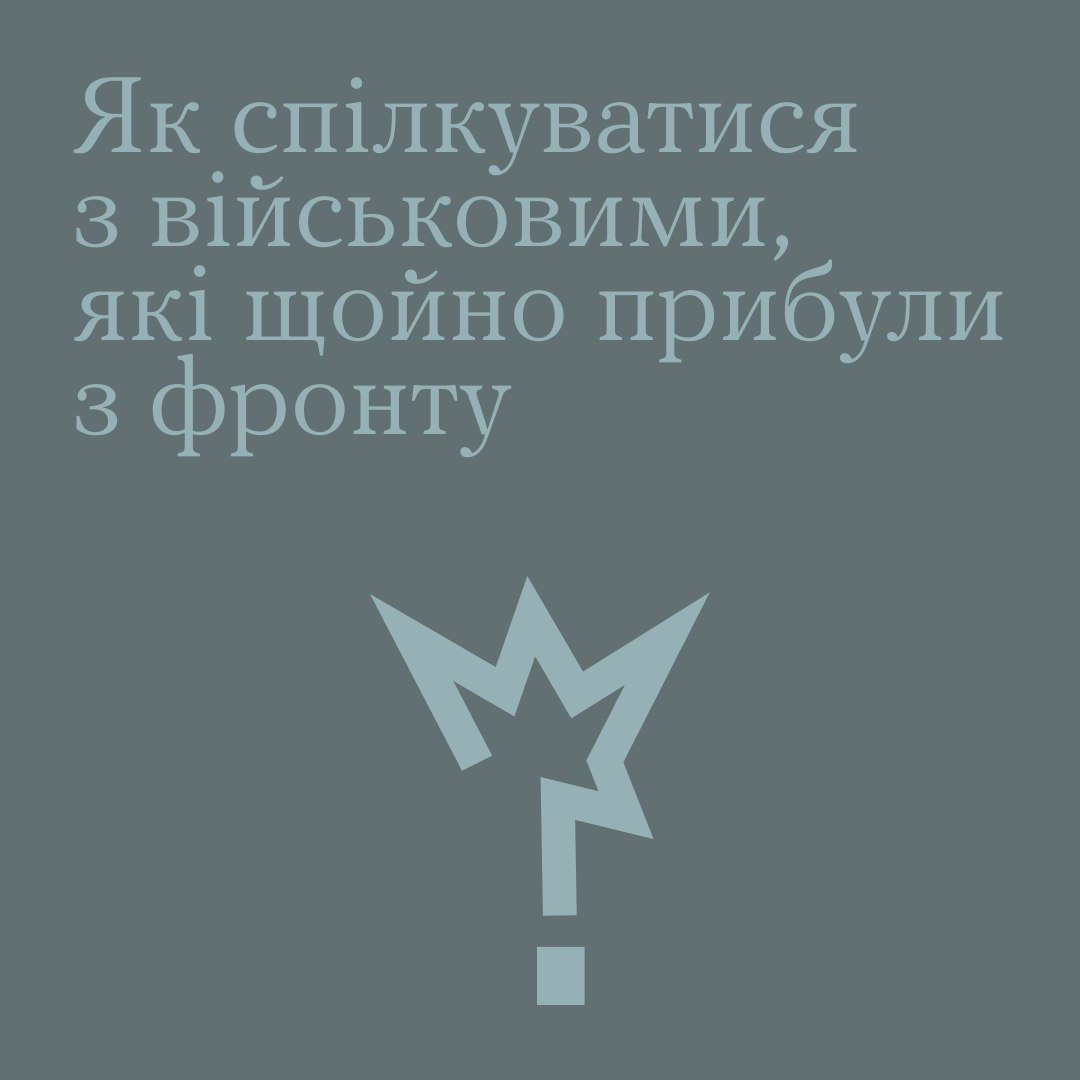 Як спілкуватися
з військовими,
які щойно прибули
з фронту